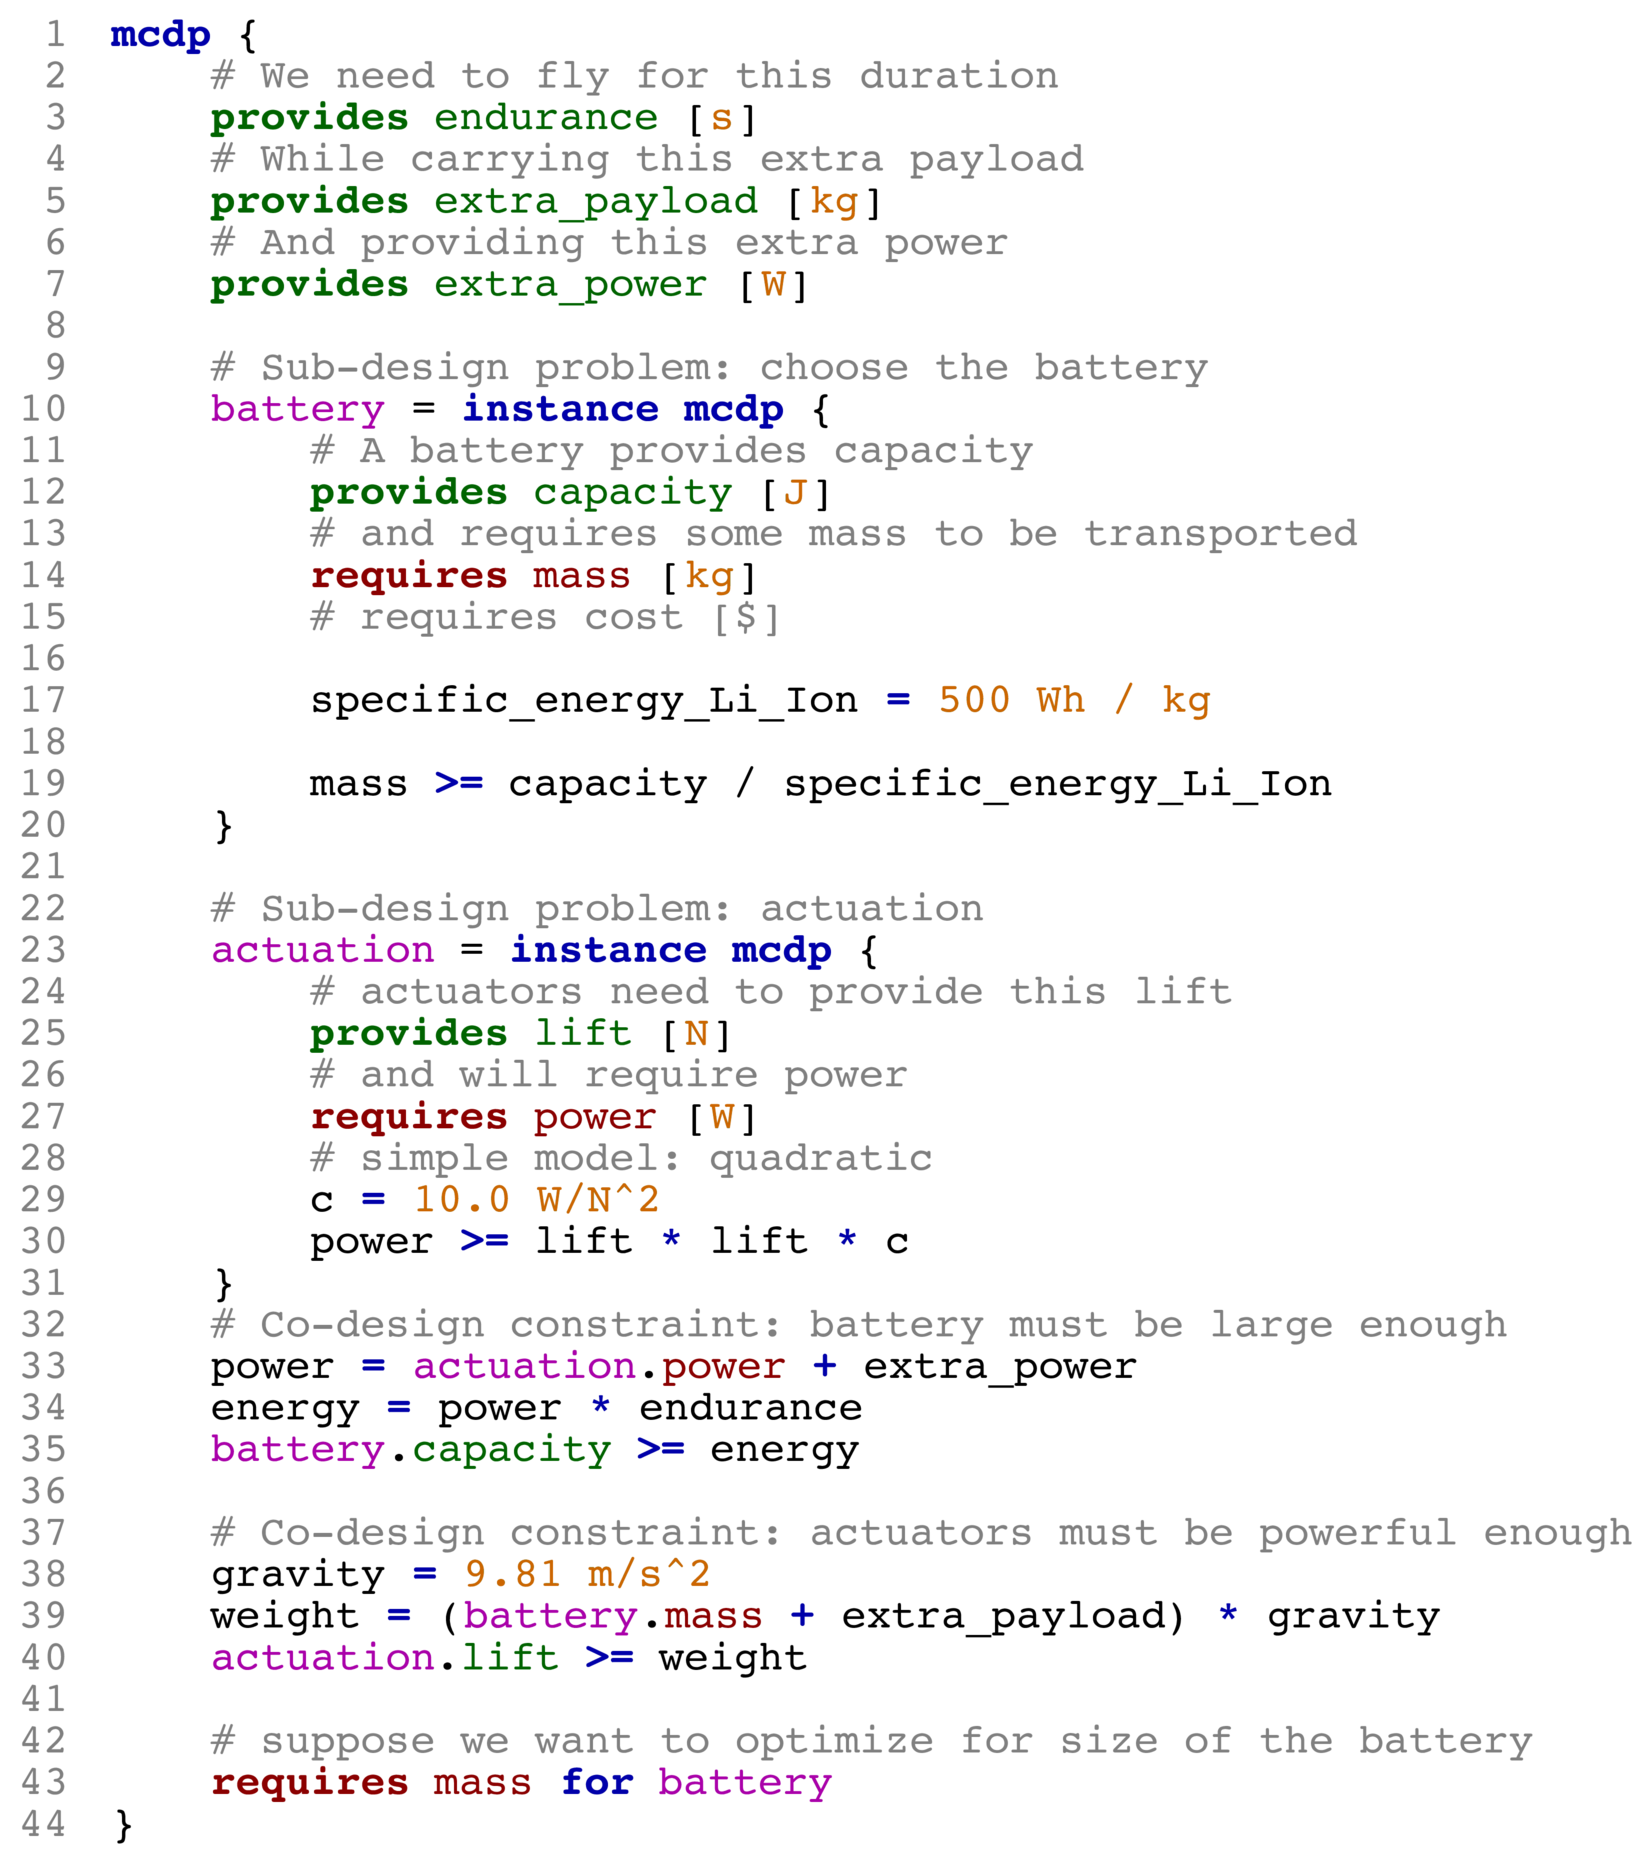 1 mcdp {
2 # We need to fly for this duration
3 provides endurance [s]
4 # While carrying this extra payload
5 provides extra_payload [kg]
6 # And providing this extra power
7 provides extra_power [W]
8
9 # Sub-design problem: choose the battery
10 battery = instance mcdp {
11 # A battery provides capacity
12 provides capacity [J]
13 # and requires some mass to be transported
14 requires mass [kg]
15 # requires cost [$]
16
17 specific_energy_Li_Ion = 500 Wh / kg
18
19 mass >= capacity / specific_energy_Li_Ion
20 }
21
22 # Sub-design problem: actuation
23 actuation = instance mcdp {
24 # actuators need to provide this lift
25 provides lift [N]
26 # and will require power
27 requires power [W]
28 # simple model: quadratic
29 c = 10.0 W/N^2
30 power >= lift * lift * c
31 }
32 # Co-design constraint: battery must be large enough
33 power = actuation.power + extra_power
34 energy = power * endurance
35 battery.capacity >= energy
36
37 # Co-design constraint: actuators must be powerful enough
38 gravity = 9.81 m/s^2
39 weight = (battery.mass + extra_payload) * gravity
40 actuation.lift >= weight
41
42 # suppose we want to optimize for size of the battery
43 requires mass for battery
44 }